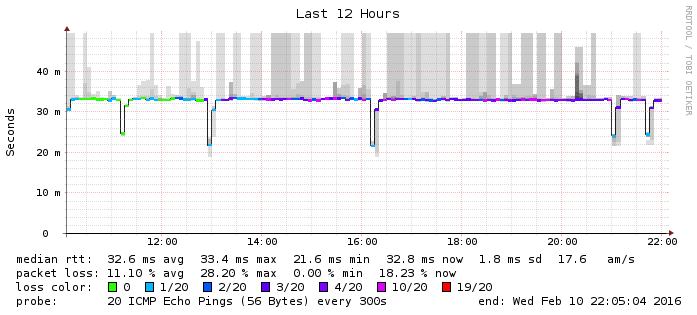 Last 12 Hours
RRDTOOL / TOBI OETIKER
Seconds
40 m
30 m
20 m
10 m
0
12:00 14:00 16:00 18:00 20:00 22:00
median rtt: 32.6 ms avg 33.4 ms max 21.6 ms min 32.8 ms now 1.8 ms sd 17.6 am/s
packet loss: 11.10 % avg 28.20 % max 0.00 % min 18.23 % now
loss color: 0 1/20 2/20 3/20 4/20 10/20 19/20
probe: 20 ICMP Echo Pings (56 Bytes) every 300s end: Wed Feb 10 22:05:04 2016